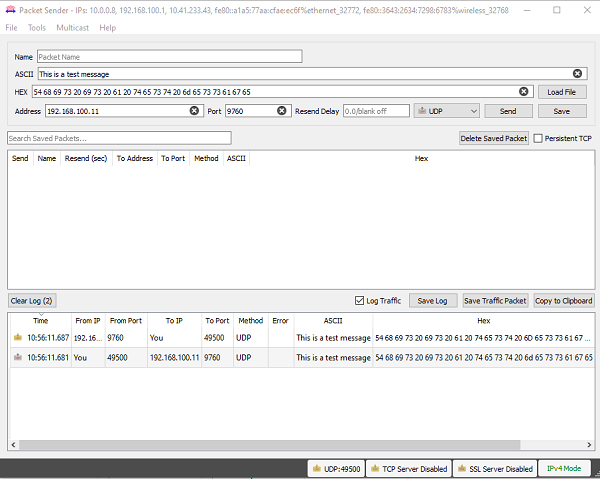 Packet Sender - IPs: 10.0.0.8, 192.168.100.1, 10.41.233.43, fe80::a1a5:77aa:cfae:ec6f%ethernet_32772, fe80::3643:2634:7298:6783%wireless_32768
File Tools Multicast Help
Name Packet Name
ASCII This is a test message
HEX 54 68 69 73 20 69 73 20 61 20 74 65 73 74 20 6d 65 73 73 61 67 65 Load File
Address 192.168.100.11 Port 9760 Resend Delay 0.0/blank off UDP Send Save
Search Saved Packets... Delete Saved Packet Persistent TCP
Send Name Resend (sec) To Address To Port Method ASCII Hex
Clear Log (2) Log Traffic Save Log Save Traffic Packet Copy to Clipboard
Time From IP From Port To IP To Port Method Error ASCII Hex
10:56:11.687 192.16... 9760 You 49500 UDP This is a test message 54 68 69 73 20 69 73 20 61 20 74 65 73 74 20 6D 65 73 73 61 67 ...
10:56:11.681 You 49500 192.168.100.11 9760 UDP This is a test message 54 68 69 73 20 69 73 20 61 20 74 65 73 74 20 6d 65 73 73 61 67 65
UDP:49500 TCP Server Disabled SSL Server Disabled IPv4 Mode